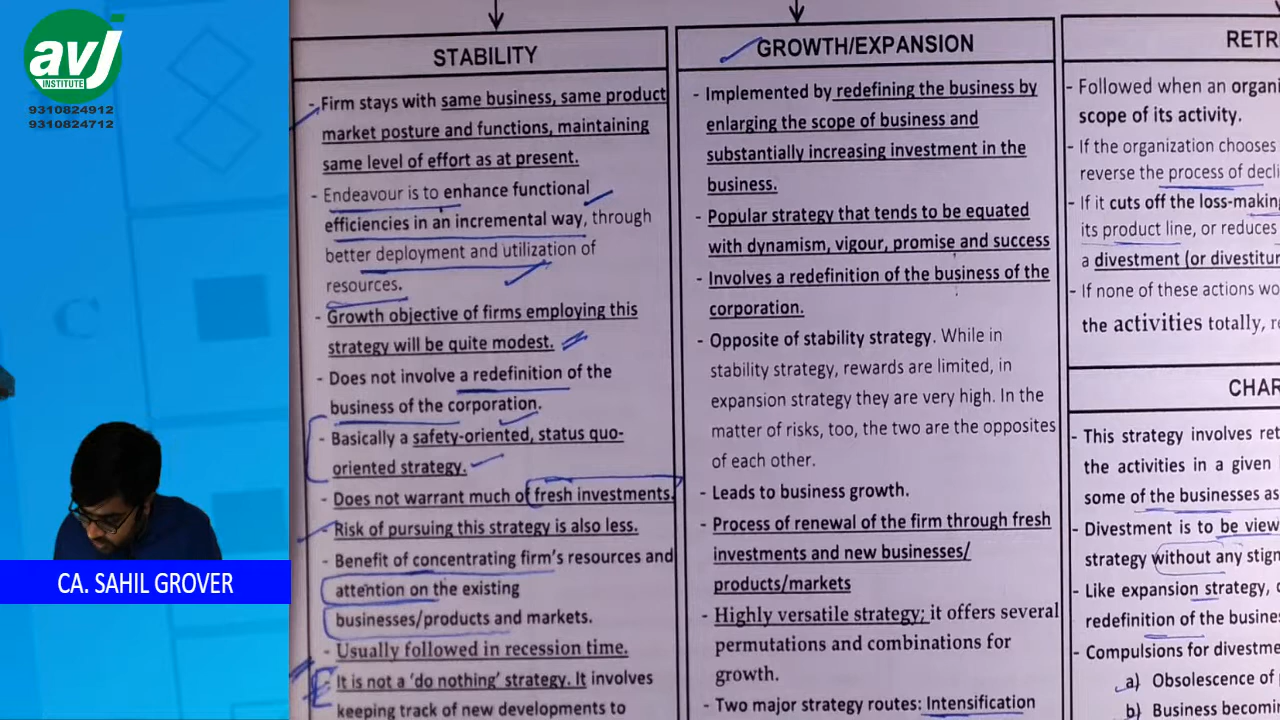 avj
INSTITUTE
9310824912
9310824712
CA. SAHIL GROVER
STABILITY
- Firm stays with same business, same product
market posture and functions, maintaining
same level of effort as at present.
- Endeavour is to enhance functional
efficiencies in an incremental way, through
better deployment and utilization of
resources.
- Growth objective of firms employing this
strategy will be quite modest.
- Does not involve a redefinition of the
business of the corporation.
- Basically a safety-oriented, status quo-
oriented strategy.
- Does not warrant much of fresh investments.
- Risk of pursuing this strategy is also less.
- Benefit of concentrating firm's resources and
attention on the existing
businesses/products and markets.
- Usually followed in recession time.
- It is not a 'do nothing' strategy. It involves
keeping track of new developments to
GROWTH/EXPANSION
- Implemented by redefining the business by
enlarging the scope of business and
substantially increasing investment in the
business.
- Popular strategy that tends to be equated
with dynamism, vigour, promise and success
- Involves a redefinition of the business of the
corporation.
- Opposite of stability strategy. While in
stability strategy, rewards are limited, in
expansion strategy they are very high. In the
matter of risks, too, the two are the opposites
of each other.
- Leads to business growth.
- Process of renewal of the firm through fresh
investments and new businesses/
products/markets
- Highly versatile strategy; it offers several
permutations and combinations for
growth.
- Two major strategy routes: Intensification
RETR
- Followed when an organi
scope of its activity.
- If the organization chooses
reverse the process of decli
- If it cuts off the loss-making
its product line, or reduces
a divestment (or divestitur
- If none of these actions wo
the activities totally, r
CHAR
- This strategy involves ret
the activities in a given
some of the businesses as
- Divestment is to be view
strategy without any stign
- Like expansion strategy,
redefinition of the busine
- Compulsions for divestme
a) Obsolescence of
b) Business becomin